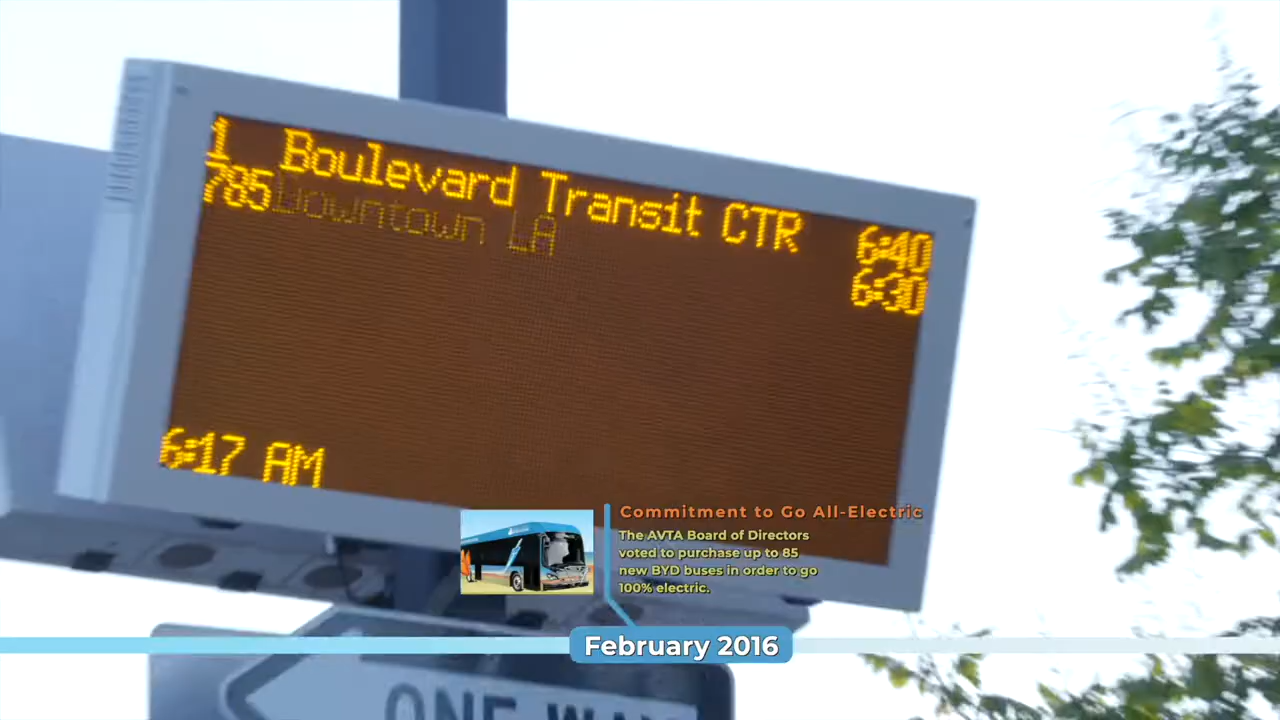 1 Boulevard Transit CTR 6:40
785 Downtown LA 6:30
6:17 AM
Commitment to Go All-Electric
The AVTA Board of Directors
voted to purchase up to 85
new BYD buses in order to go
100% electric.
February 2016
ONE WAY